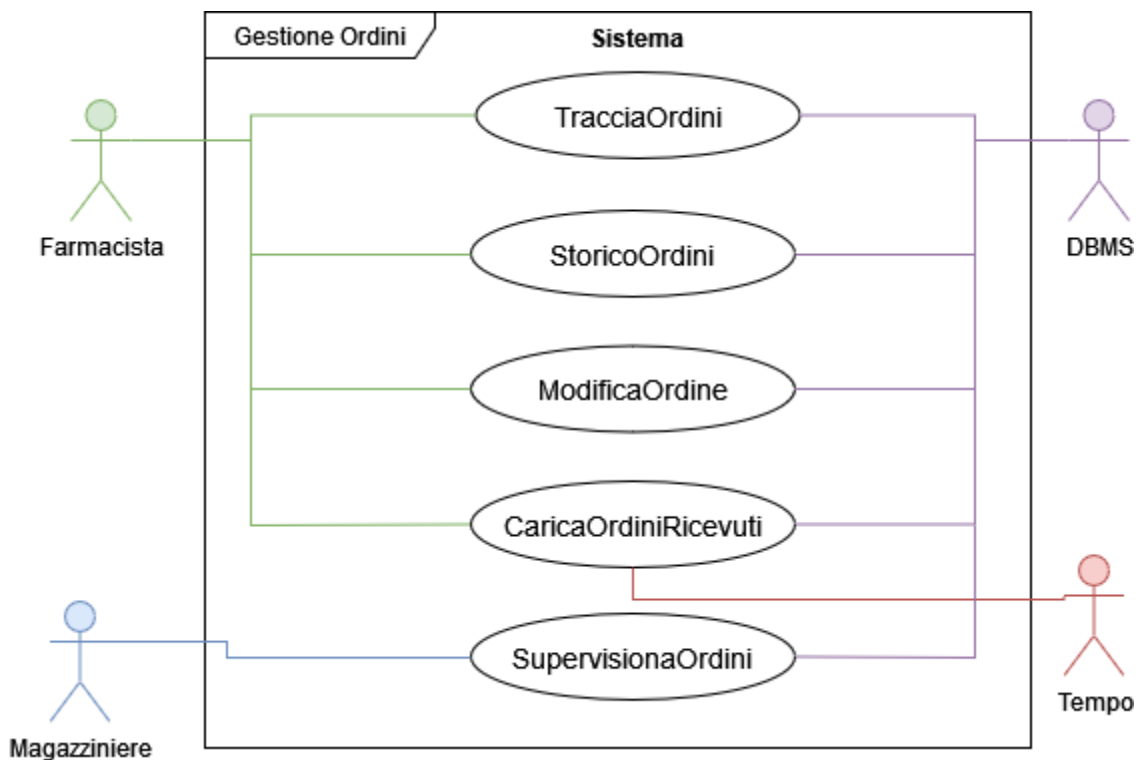 Gestione Ordini
Sistema
TracciaOrdini
Farmacista
DBMS
StoricoOrdini
ModificaOrdine
CaricaOrdiniRicevuti
SupervisionaOrdini
Tempo
Magazziniere